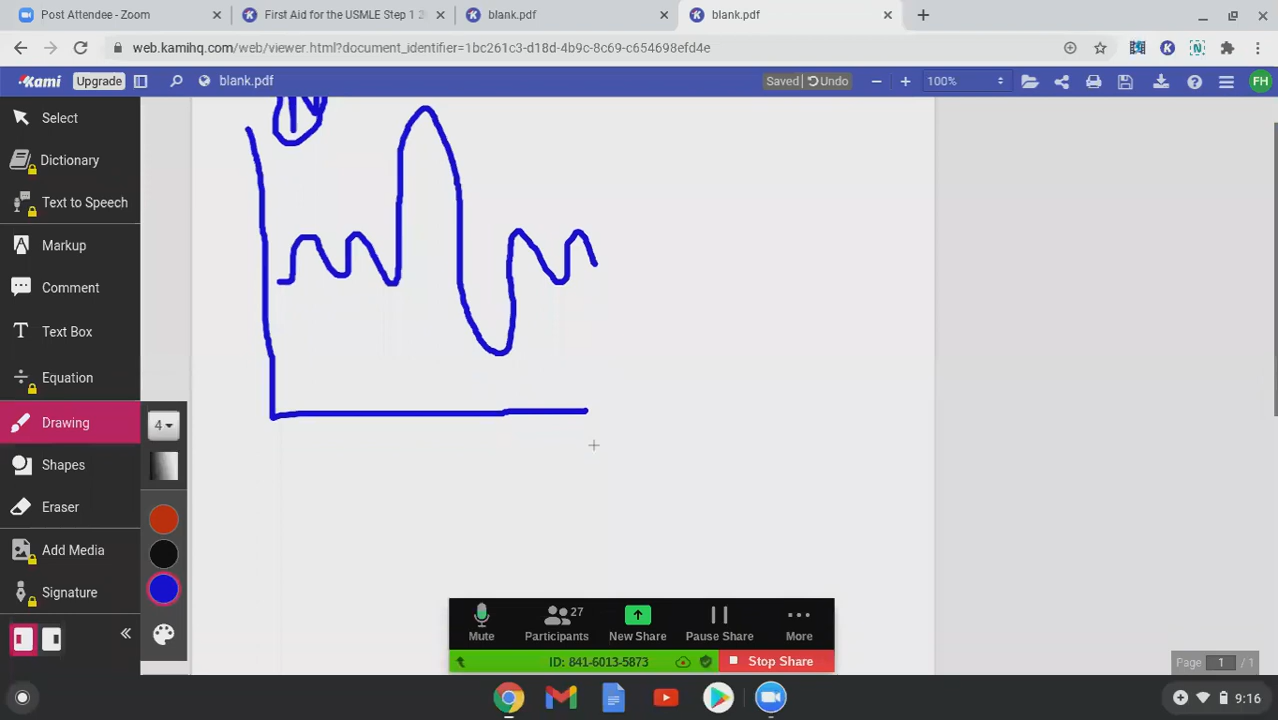 Post Attendee - Zoom
First Aid for the USMLE Step 1 2
blank.pdf
blank.pdf
web.kamihq.com/web/viewer.html?document_identifier=1bc261c3-d18d-4b9c-8c69-c654698efd4e
Kami
Upgrade
blank.pdf
Saved Undo
100%
FH
Select
Dictionary
Text to Speech
Markup
Comment
Text Box
Equation
Drawing
4
Shapes
Eraser
Add Media
Signature
27
Mute
Participants
New Share
Pause Share
More
ID: 841-6013-5873
Stop Share
Page 1 / 1
9:16